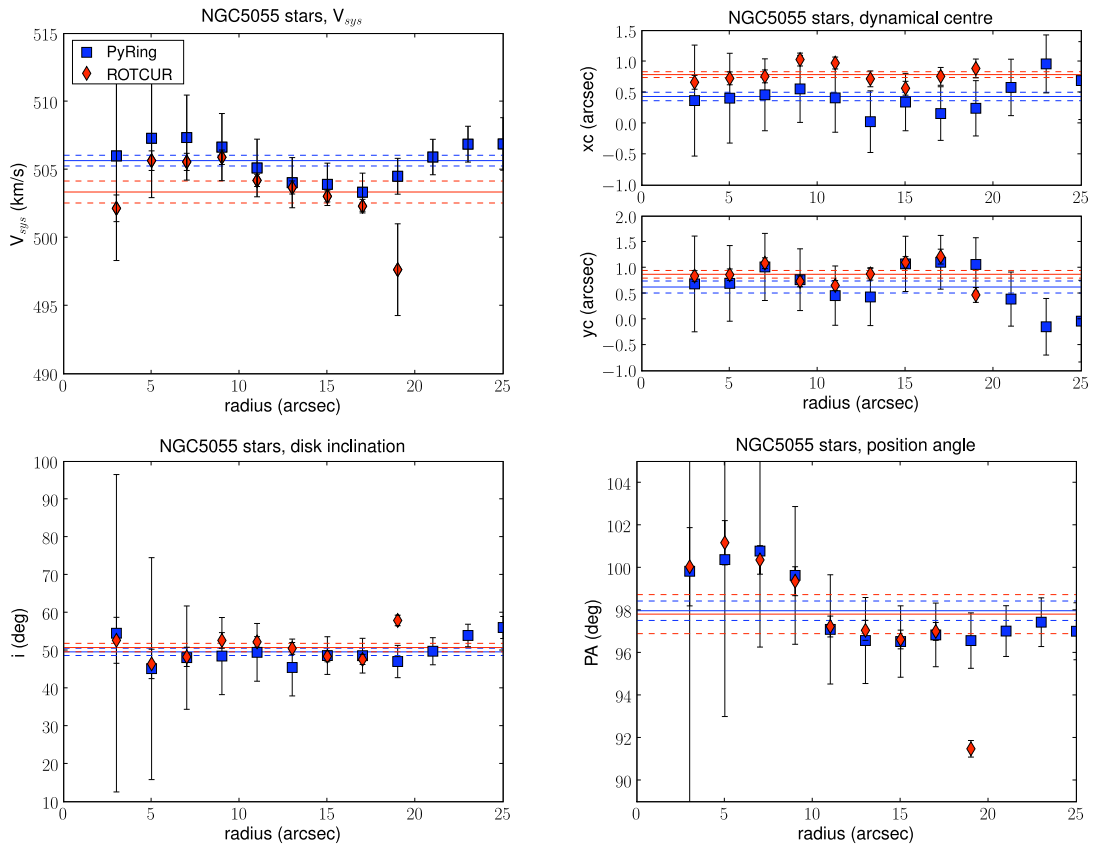 NGC5055 stars, V_sys
515
510
505
500
495
490
V_sys (km/s)
PyRing
ROTCUR
0 5 10 15 20 25
radius (arcsec)
NGC5055 stars, dynamical centre
1.5
1.0
0.5
0.0
−0.5
−1.0
xc (arcsec)
0 5 10 15 20 25
2.0
1.5
1.0
0.5
0.0
−0.5
−1.0
yc (arcsec)
0 5 10 15 20 25
radius (arcsec)
NGC5055 stars, disk inclination
100
90
80
70
60
50
40
30
20
10
i (deg)
0 5 10 15 20 25
radius (arcsec)
NGC5055 stars, position angle
104
102
100
98
96
94
92
90
PA (deg)
0 5 10 15 20 25
radius (arcsec)